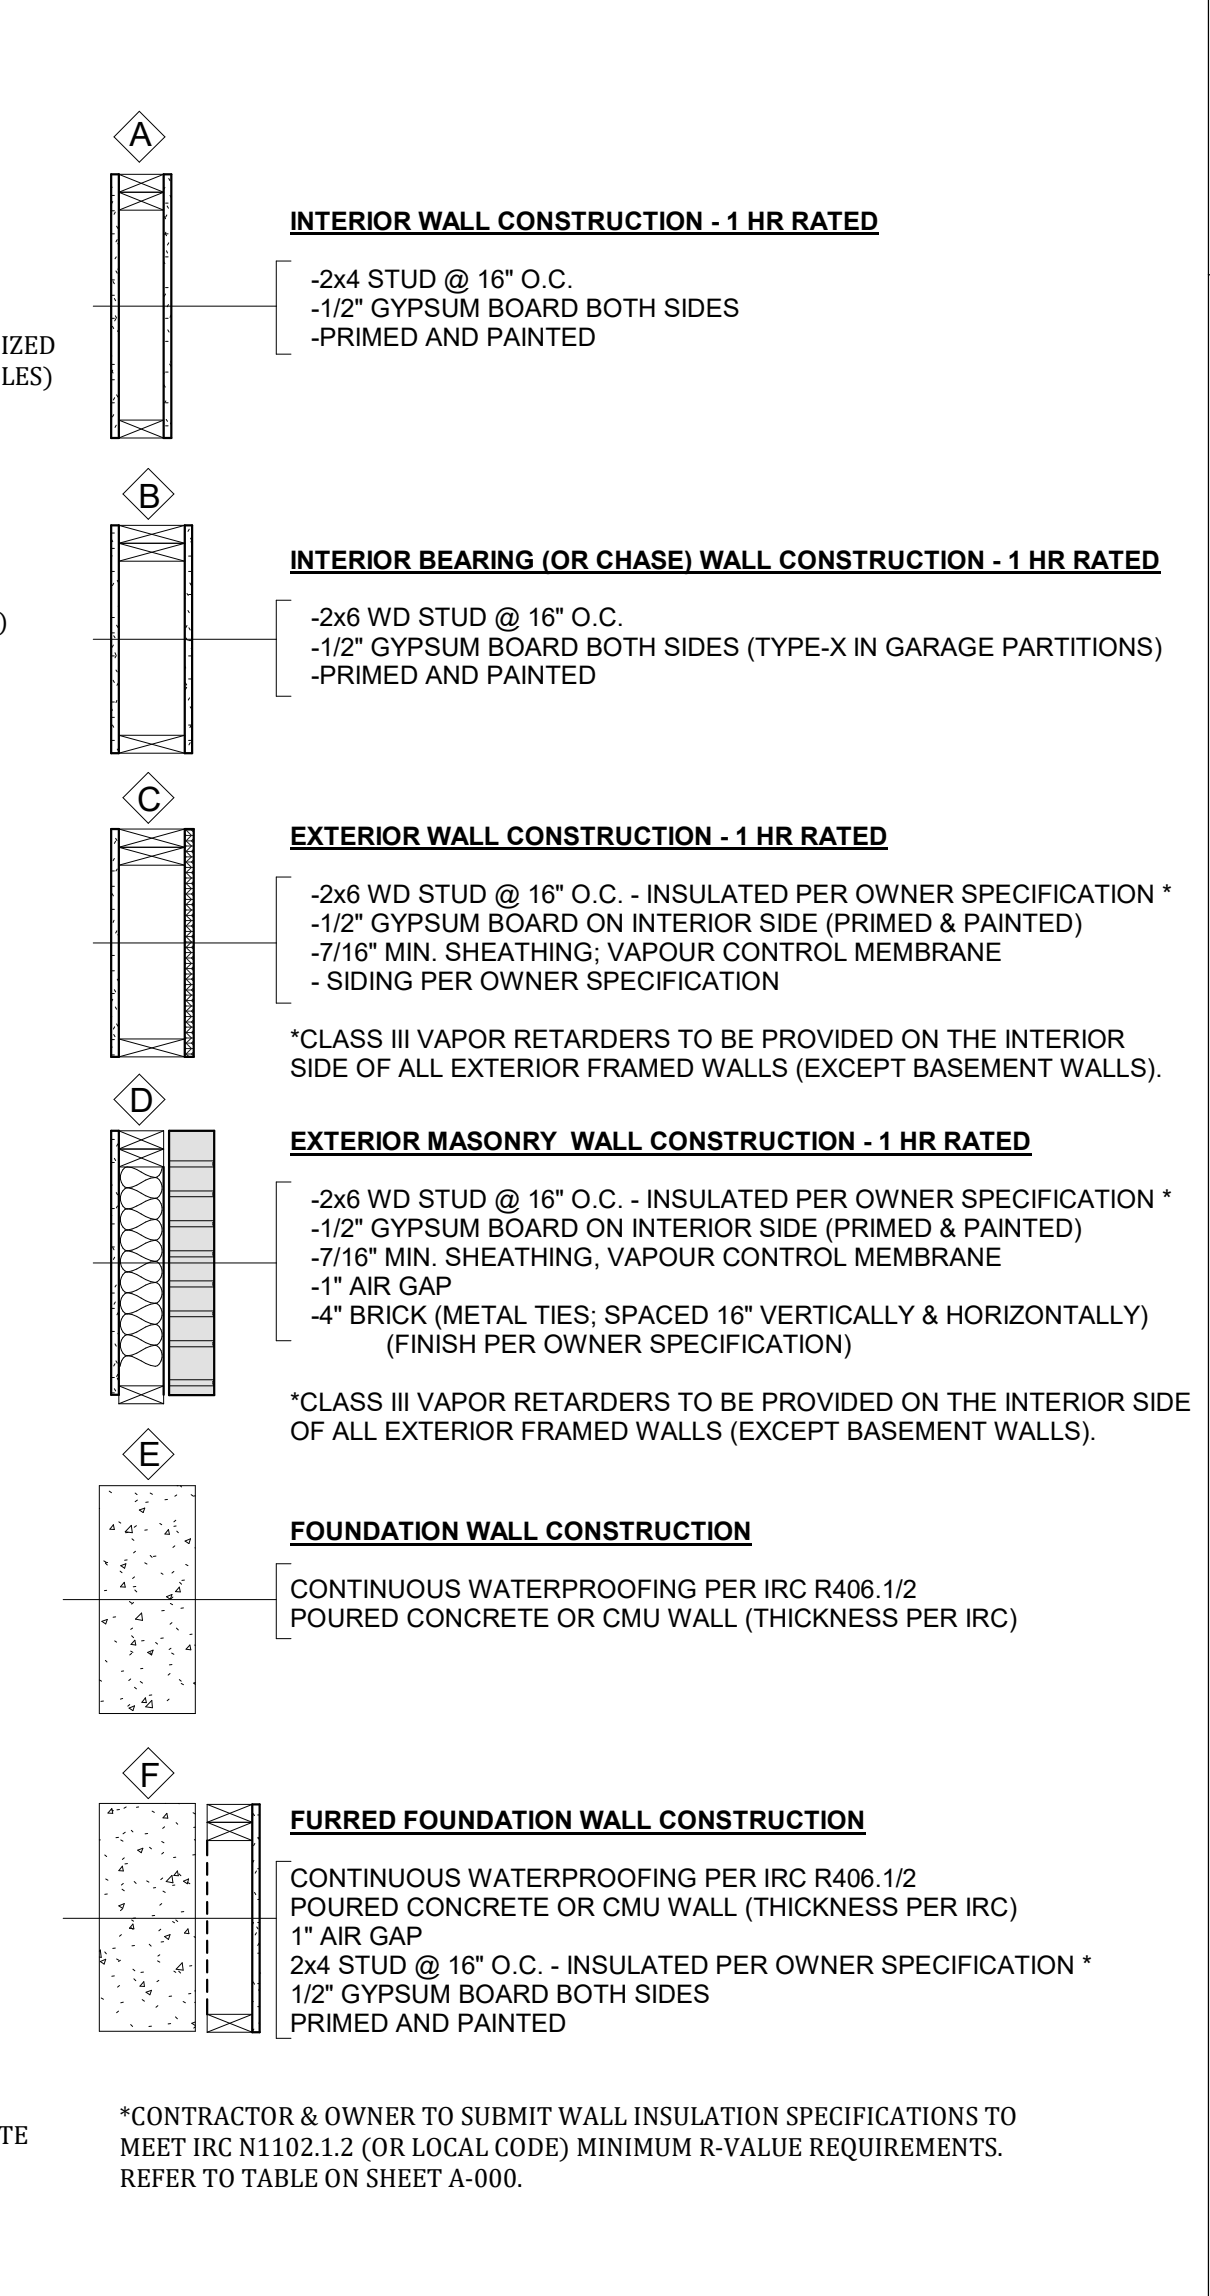 A
INTERIOR WALL CONSTRUCTION - 1 HR RATED
-2x4 STUD @ 16" O.C.
-1/2" GYPSUM BOARD BOTH SIDES
-PRIMED AND PAINTED
IZED
LES)
B
INTERIOR BEARING (OR CHASE) WALL CONSTRUCTION - 1 HR RATED
-2x6 WD STUD @ 16" O.C.
-1/2" GYPSUM BOARD BOTH SIDES (TYPE-X IN GARAGE PARTITIONS)
-PRIMED AND PAINTED
)
C
EXTERIOR WALL CONSTRUCTION - 1 HR RATED
-2x6 WD STUD @ 16" O.C. - INSULATED PER OWNER SPECIFICATION *
-1/2" GYPSUM BOARD ON INTERIOR SIDE (PRIMED & PAINTED)
-7/16" MIN. SHEATHING; VAPOUR CONTROL MEMBRANE
- SIDING PER OWNER SPECIFICATION
*CLASS III VAPOR RETARDERS TO BE PROVIDED ON THE INTERIOR
SIDE OF ALL EXTERIOR FRAMED WALLS (EXCEPT BASEMENT WALLS).
D
EXTERIOR MASONRY WALL CONSTRUCTION - 1 HR RATED
-2x6 WD STUD @ 16" O.C. - INSULATED PER OWNER SPECIFICATION *
-1/2" GYPSUM BOARD ON INTERIOR SIDE (PRIMED & PAINTED)
-7/16" MIN. SHEATHING, VAPOUR CONTROL MEMBRANE
-1" AIR GAP
-4" BRICK (METAL TIES; SPACED 16" VERTICALLY & HORIZONTALLY)
(FINISH PER OWNER SPECIFICATION)
*CLASS III VAPOR RETARDERS TO BE PROVIDED ON THE INTERIOR SIDE
OF ALL EXTERIOR FRAMED WALLS (EXCEPT BASEMENT WALLS).
E
FOUNDATION WALL CONSTRUCTION
CONTINUOUS WATERPROOFING PER IRC R406.1/2
POURED CONCRETE OR CMU WALL (THICKNESS PER IRC)
F
FURRED FOUNDATION WALL CONSTRUCTION
CONTINUOUS WATERPROOFING PER IRC R406.1/2
POURED CONCRETE OR CMU WALL (THICKNESS PER IRC)
1" AIR GAP
2x4 STUD @ 16" O.C. - INSULATED PER OWNER SPECIFICATION *
1/2" GYPSUM BOARD BOTH SIDES
PRIMED AND PAINTED
TE
*CONTRACTOR & OWNER TO SUBMIT WALL INSULATION SPECIFICATIONS TO
MEET IRC N1102.1.2 (OR LOCAL CODE) MINIMUM R-VALUE REQUIREMENTS.
REFER TO TABLE ON SHEET A-000.